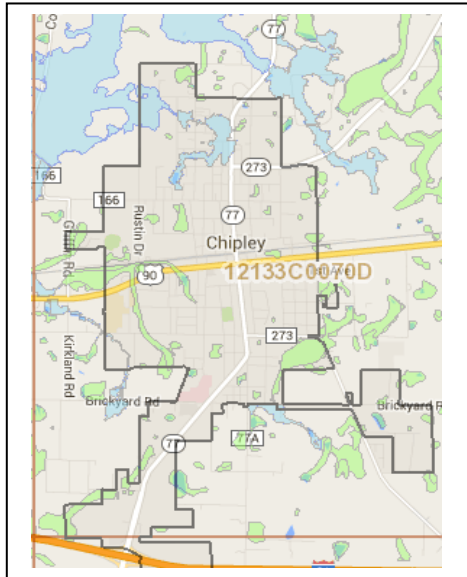 77
166
273
166
Rustin Dr
77
Chipley
Rd
90
12133C0070D
273
Kirkland Rd
Brickyard Rd
Brickyard Rd
77
77A